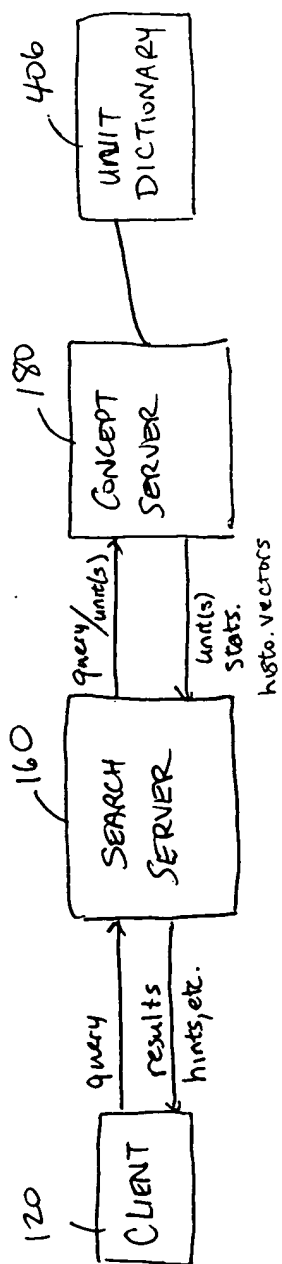 120
CLIENT
query
results
hints, etc.
160
SEARCH
SERVER
query
/unit(s)
unit(s)
stats.
histo. vectors
180
CONCEPT
SERVER
406
UNIT
DICTIONARY